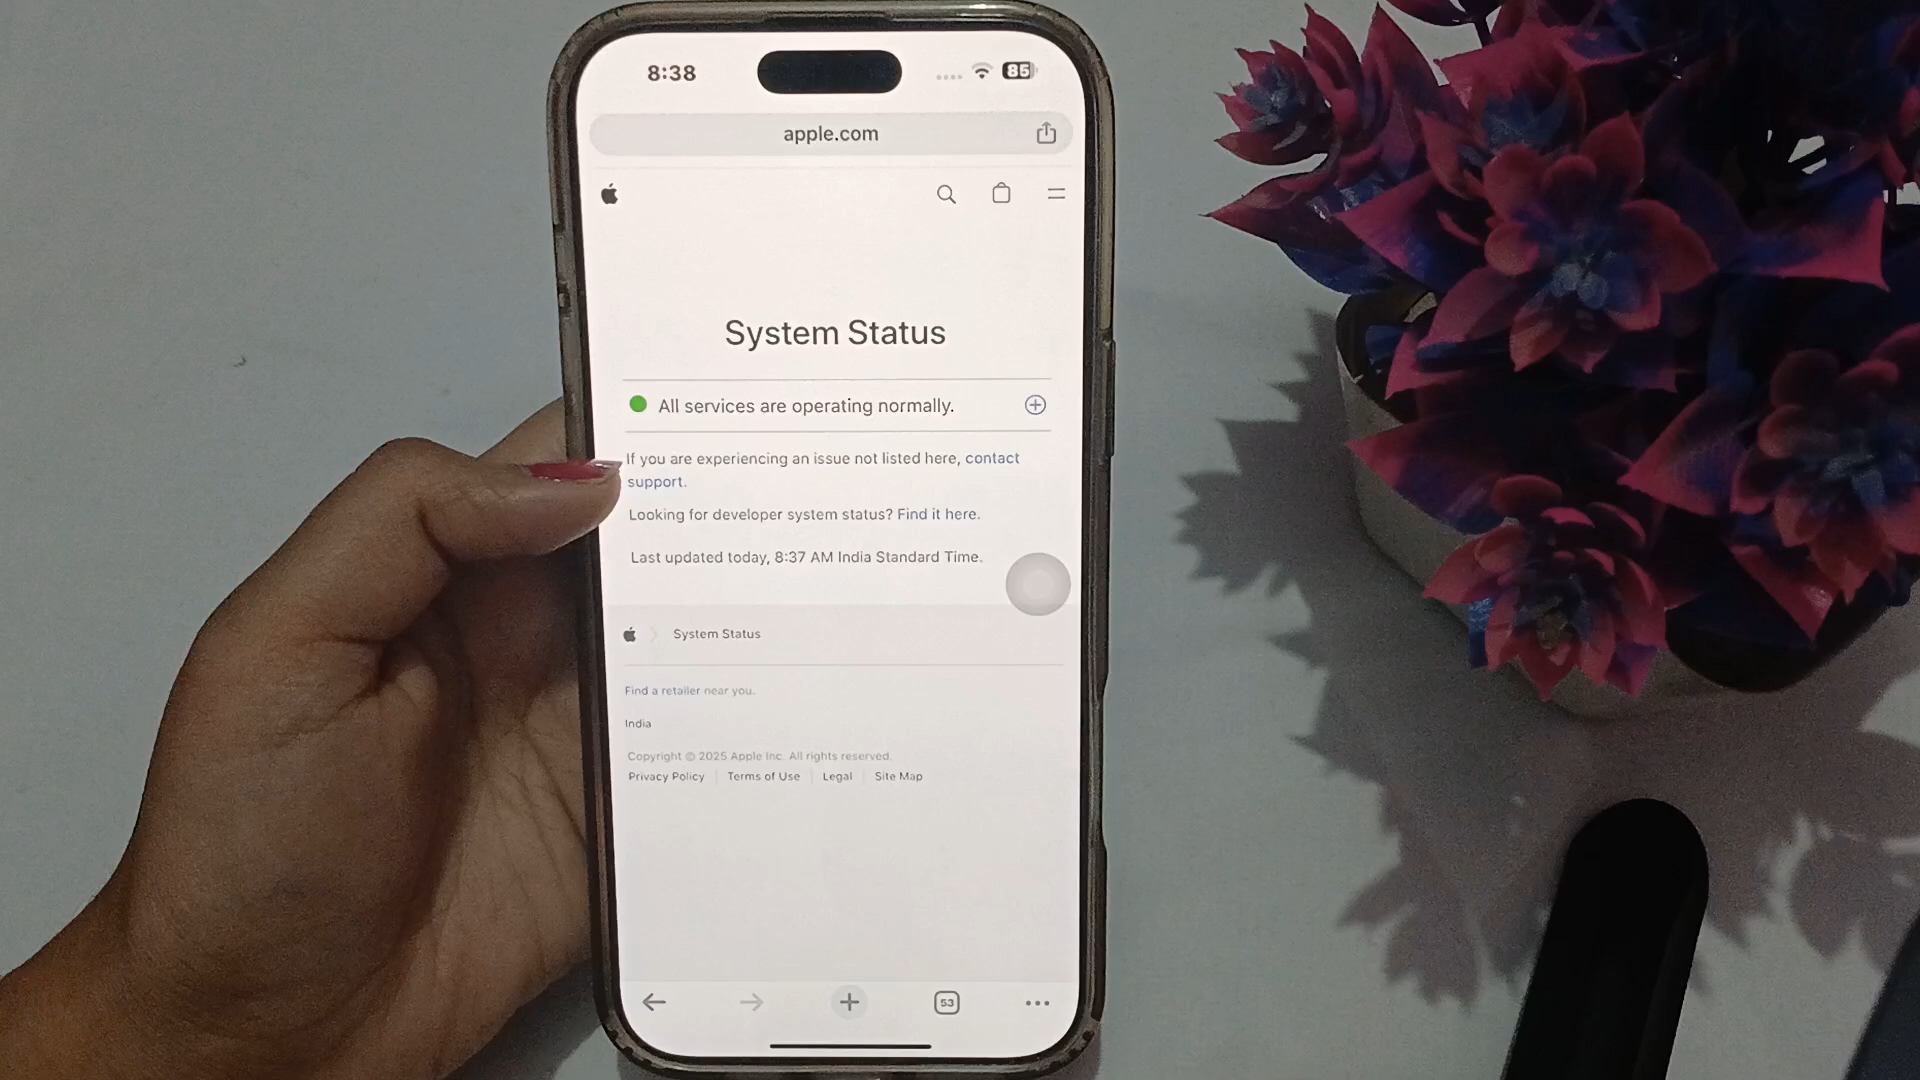 8:38
85
apple.com
System Status
All services are operating normally.
If you are experiencing an issue not listed here, contact
support.
Looking for developer system status? Find it here.
Last updated today, 8:37 AM India Standard Time.
System Status
Find a retailer near you.
India
Copyright © 2025 Apple Inc. All rights reserved.
Privacy Policy | Terms of Use | Legal | Site Map
53